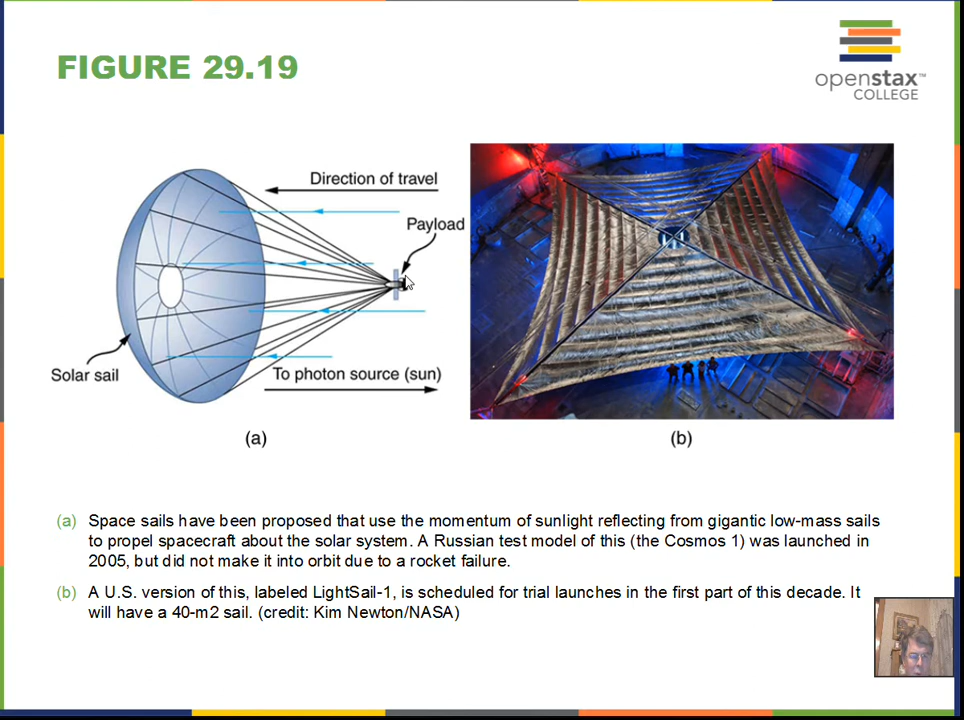 FIGURE 29.19
openstax™
COLLEGE
Direction of travel
Payload
Solar sail
To photon source (sun)
(a)
(b)
(a) Space sails have been proposed that use the momentum of sunlight reflecting from gigantic low-mass sails
to propel spacecraft about the solar system. A Russian test model of this (the Cosmos 1) was launched in
2005, but did not make it into orbit due to a rocket failure.
(b) A U.S. version of this, labeled LightSail-1, is scheduled for trial launches in the first part of this decade. It
will have a 40-m2 sail. (credit: Kim Newton/NASA)